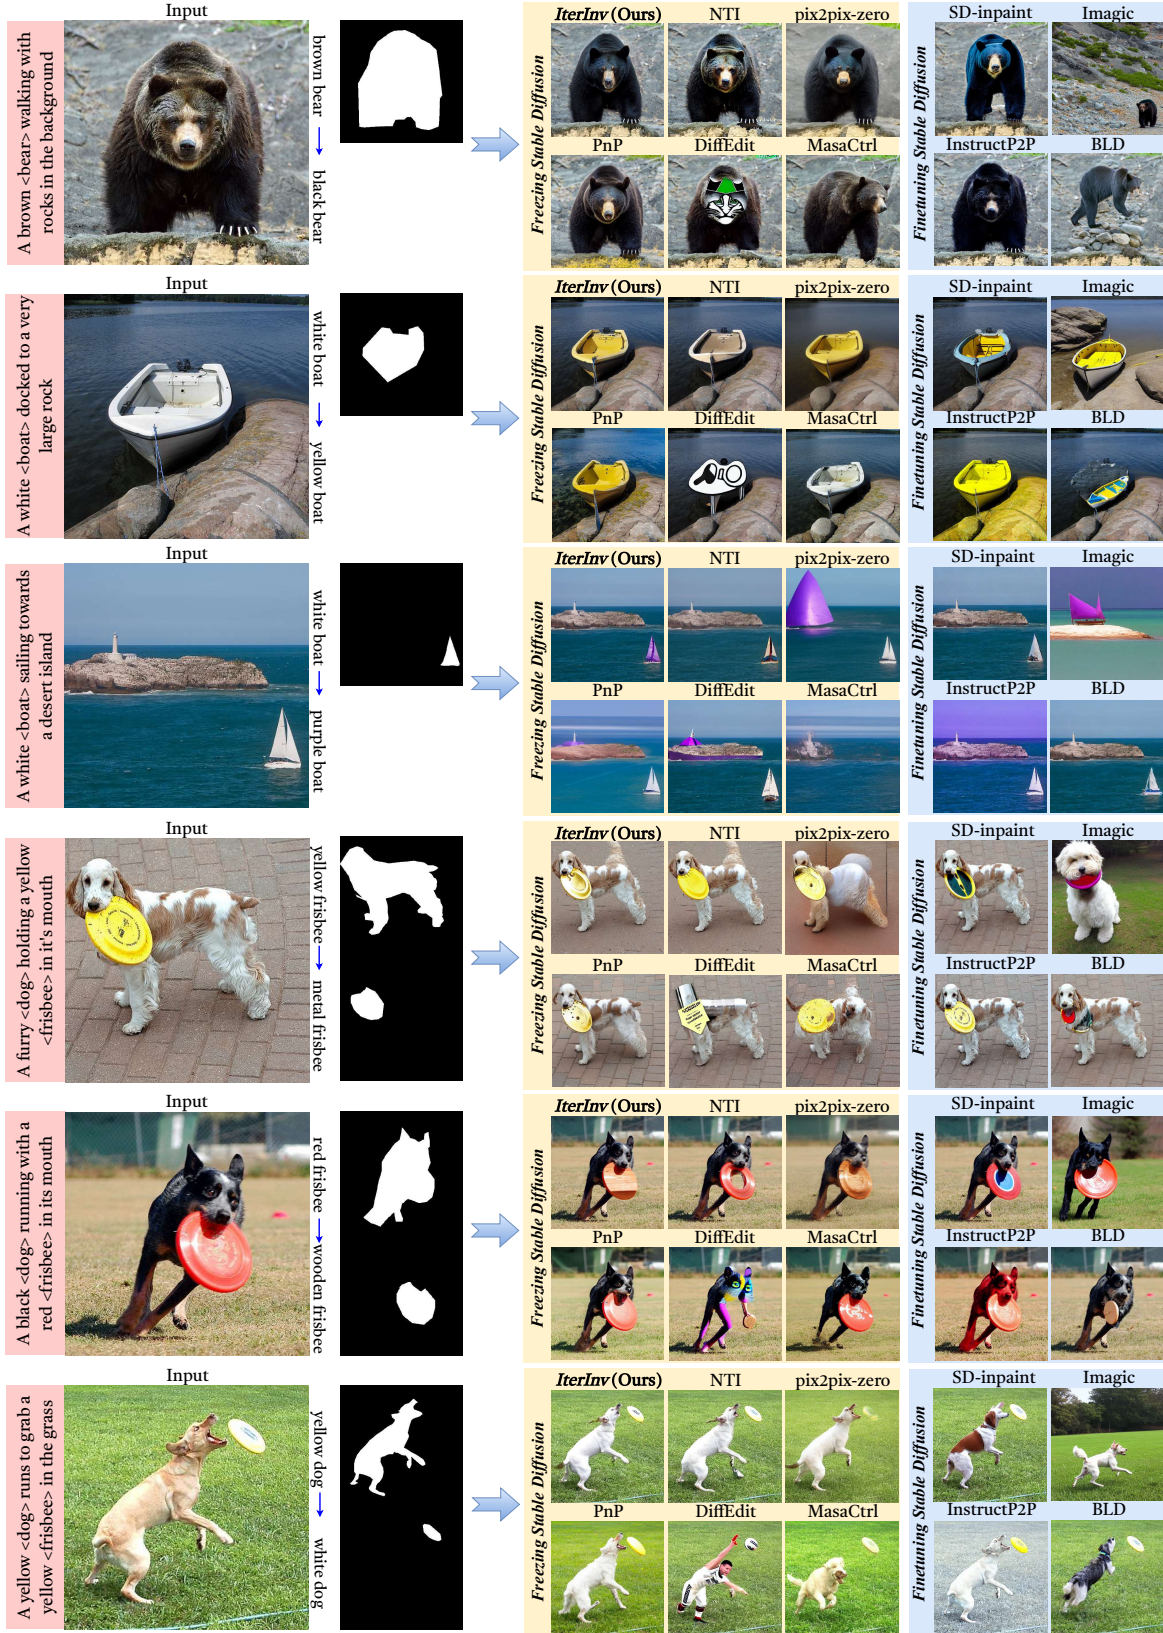 Input
A brown <bear> walking with
rocks in the background
brown bear
black bear
Freezing Stable Diffusion
IterInv (Ours)
NTI
pix2pix-zero
PnP
DiffEdit
MasaCtrl
Finetuning Stable Diffusion
SD-inpaint
Imagic
InstructP2P
BLD
Input
A white <boat> docked to a very
large rock
white boat
yellow boat
Freezing Stable Diffusion
IterInv (Ours)
NTI
pix2pix-zero
PnP
DiffEdit
MasaCtrl
Finetuning Stable Diffusion
SD-inpaint
Imagic
InstructP2P
BLD
Input
A white <boat> sailing towards
a desert island
white boat
purple boat
Freezing Stable Diffusion
IterInv (Ours)
NTI
pix2pix-zero
PnP
DiffEdit
MasaCtrl
Finetuning Stable Diffusion
SD-inpaint
Imagic
InstructP2P
BLD
Input
A furry <dog> holding a yellow
<frisbee> in it's mouth
yellow frisbee
metal frisbee
Freezing Stable Diffusion
IterInv (Ours)
NTI
pix2pix-zero
PnP
DiffEdit
MasaCtrl
Finetuning Stable Diffusion
SD-inpaint
Imagic
InstructP2P
BLD
Input
A black <dog> running with a
red <frisbee> in its mouth
red frisbee
wooden frisbee
Freezing Stable Diffusion
IterInv (Ours)
NTI
pix2pix-zero
PnP
DiffEdit
MasaCtrl
Finetuning Stable Diffusion
SD-inpaint
Imagic
InstructP2P
BLD
Input
A yellow <dog> runs to grab a
yellow <frisbee> in the grass
yellow dog
white dog
Freezing Stable Diffusion
IterInv (Ours)
NTI
pix2pix-zero
PnP
DiffEdit
MasaCtrl
Finetuning Stable Diffusion
SD-inpaint
Imagic
InstructP2P
BLD